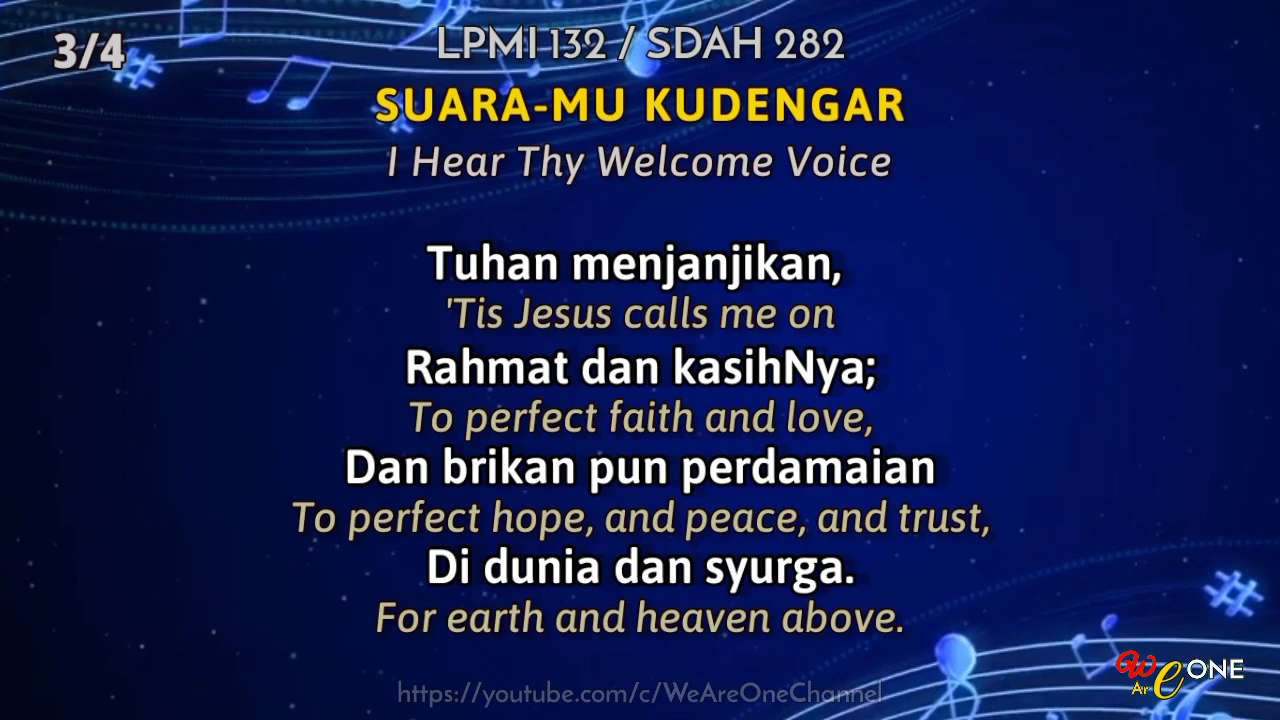 3/4
LPMI 132 / SDAH 282
SUARA-MU KUDENGAR
I Hear Thy Welcome Voice
Tuhan menjanjikan,
'Tis Jesus calls me on
Rahmat dan kasihNya;
To perfect faith and love,
Dan brikan pun perdamaian
To perfect hope, and peace, and trust,
Di dunia dan syurga.
For earth and heaven above.
We Are ONE
https://youtube.com/c/WeAreOneChannel